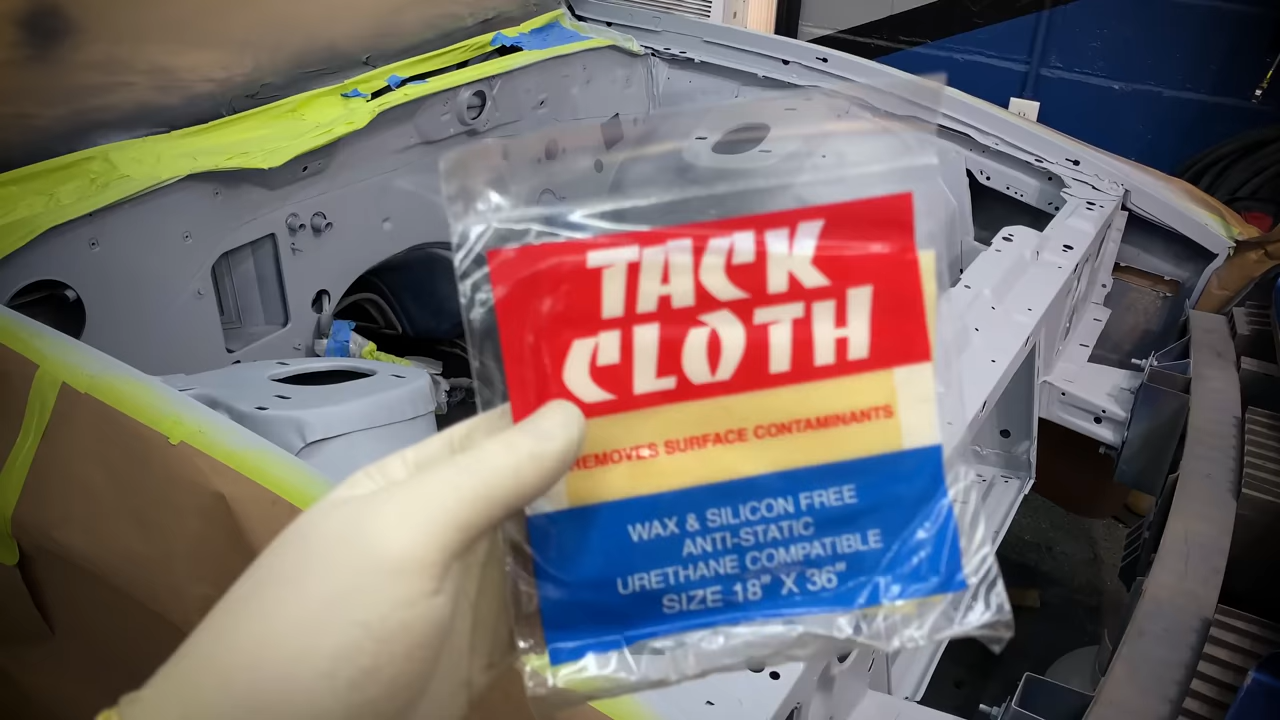 TACK
CLOTH
REMOVES SURFACE CONTAMINANTS
WAX & SILICON FREE
ANTI-STATIC
URETHANE COMPATIBLE
SIZE 18" X 36"